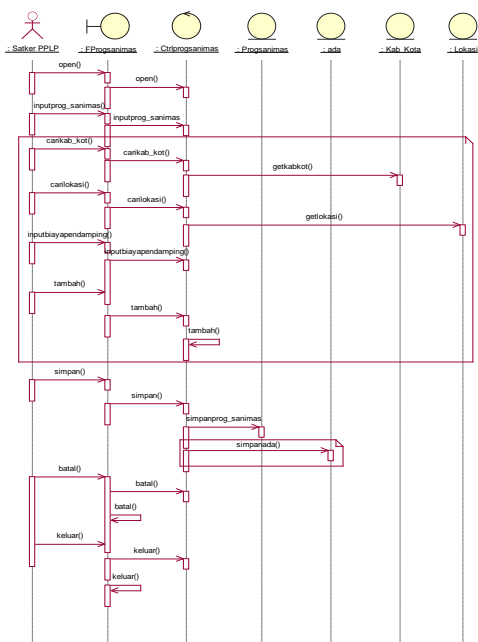 : Satker PPLP
: FProgsanimas
: Ctrlprogsanimas
: Progsanimas
: ada
: Kab_Kota
: Lokasi
open()
open()
inputprog_sanimas()
inputprog_sanimas
carikab_kot()
carikab_kot()
getkabkot()
carilokasi()
carilokasi()
getlokasi()
inputbiayapendamping()
inputbiayapendamping()
tambah()
tambah()
tambah()
simpan()
simpan()
simpanprog_sanimas
simpanada()
batal()
batal()
batal()
keluar()
keluar()
keluar()